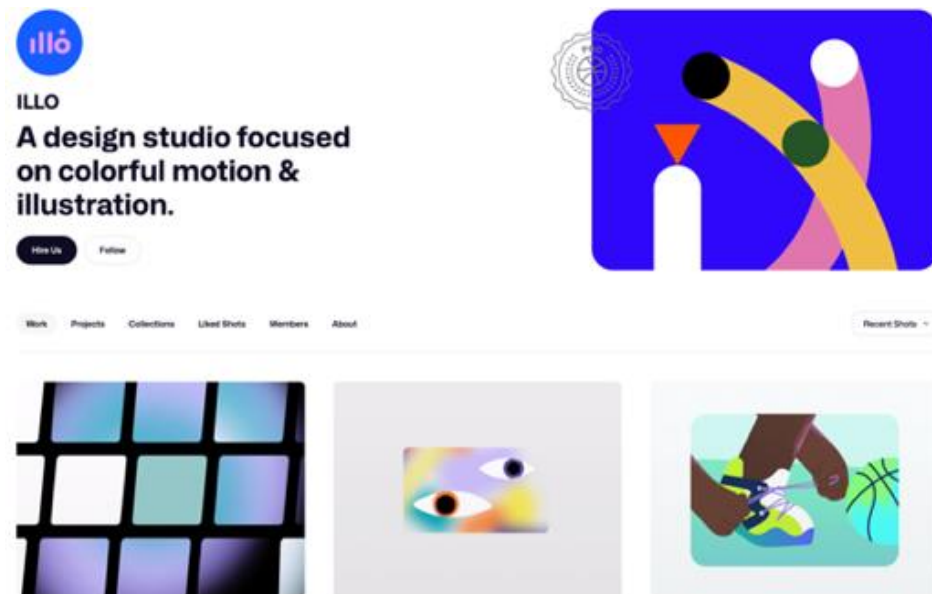 illo
ILLO
A design studio focused
on colorful motion &
illustration.
Hire Us
Follow
PRO
Work
Projects
Collections
Liked Shots
Members
About
Recent Shots